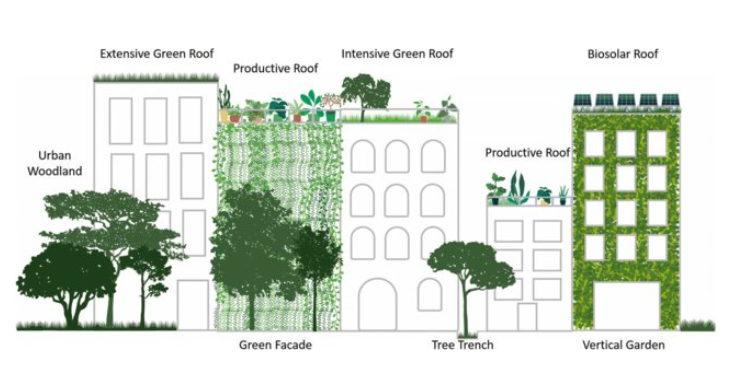 Extensive Green Roof
Productive Roof
Intensive Green Roof
Biosolar Roof
Urban
Woodland
Productive Roof
Green Facade
Tree Trench
Vertical Garden